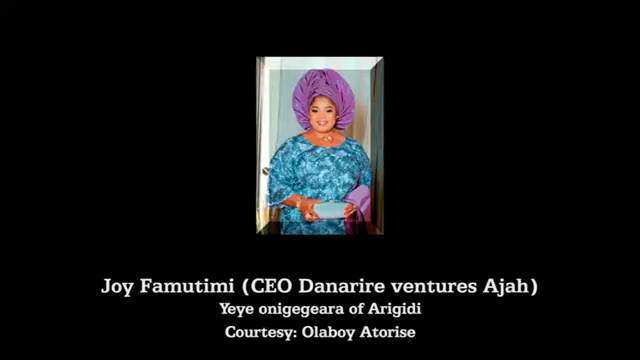 Joy Famutimi (CEO Danarire ventures Ajah)
Yeye onigegeara of Arigidi
Courtesy: Olaboy Atorise